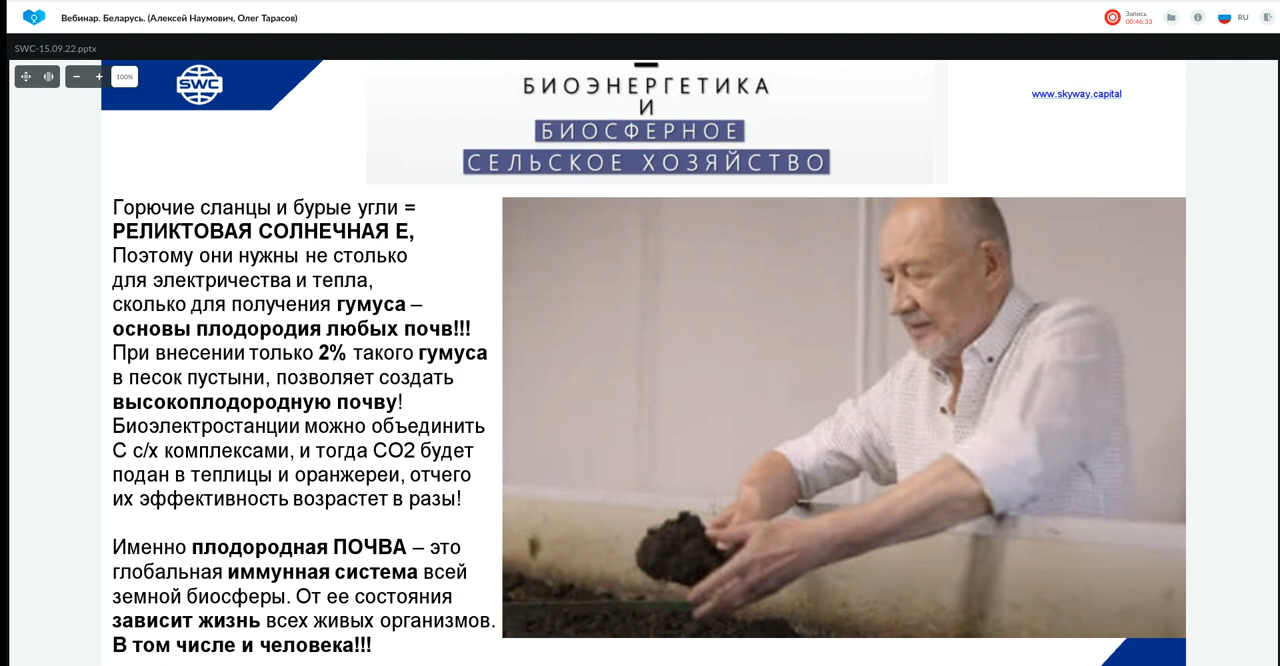 Вебинар. Беларусь. (Алексей Наумович, Олег Тарасов)
Запись
00:46:33
RU
SWC-15.09.22.pptx
100%
SWC
БИОЭНЕРГЕТИКА
И
БИОСФЕРНОЕ
СЕЛЬСКОЕ ХОЗЯЙСТВО
www.skyway.capital
Горючие сланцы и бурые угли =
РЕЛИКТОВАЯ СОЛНЕЧНАЯ Е,
Поэтому они нужны не столько
для электричества и тепла,
сколько для получения гумуса –
основы плодородия любых почв!!!
При внесении только 2% такого гумуса
в песок пустыни, позволяет создать
высокоплодородную почву!
Биоэлектростанции можно объединить
С с/х комплексами, и тогда СО2 будет
подан в теплицы и оранжереи, отчего
их эффективность возрастет в разы!
Именно плодородная ПОЧВА – это
глобальная иммунная система всей
земной биосферы. От ее состояния
зависит жизнь всех живых организмов.
В том числе и человека!!!